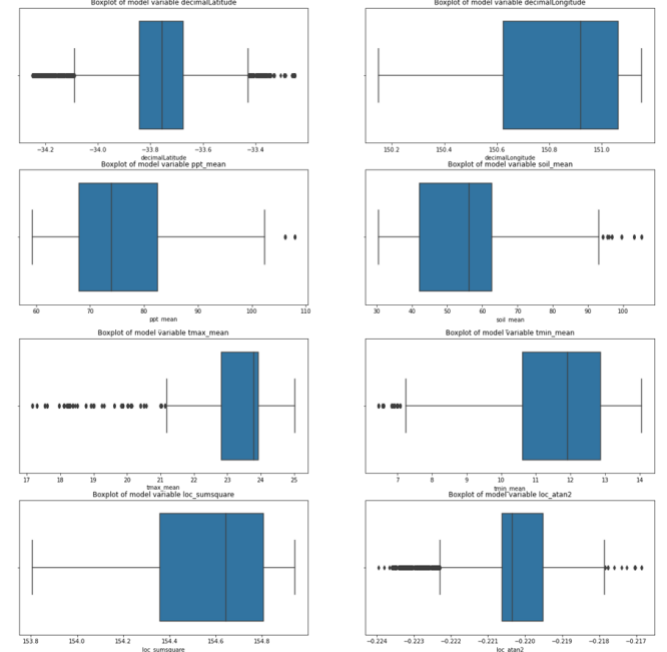 Boxplot of model variable decimalLatitude
Boxplot of model variable decimalLongitude
−34.2 −34.0 −33.8 −33.6 −33.4
decimalLatitude
150.2 150.4 150.6 150.8 151.0
decimalLongitude
Boxplot of model variable ppt_mean
Boxplot of model variable soil_mean
60 70 80 90 100 110
ppt_mean
30 40 50 60 70 80 90 100
soil_mean
Boxplot of model variable tmax_mean
Boxplot of model variable tmin_mean
17 18 19 20 21 22 23 24 25
tmax_mean
7 8 9 10 11 12 13 14
tmin_mean
Boxplot of model variable loc_sumsquare
Boxplot of model variable loc_atan2
153.8 154.0 154.2 154.4 154.6 154.8
loc_sumsquare
−0.224 −0.223 −0.222 −0.221 −0.220 −0.219 −0.218 −0.217
loc_atan2